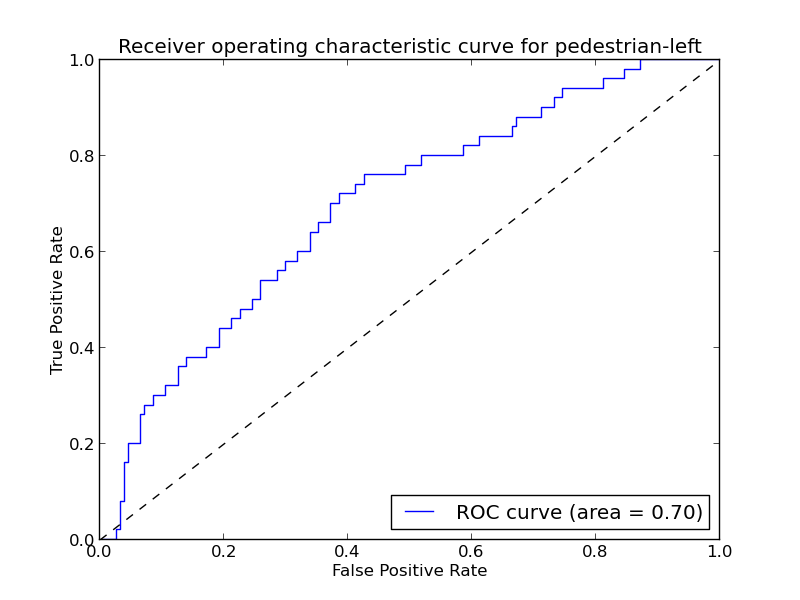 Receiver operating characteristic curve for pedestrian-left
1.0
0.8
0.6
0.4
0.2
0.0
True Positive Rate
ROC curve (area = 0.70)
0.0 0.2 0.4 0.6 0.8 1.0
False Positive Rate